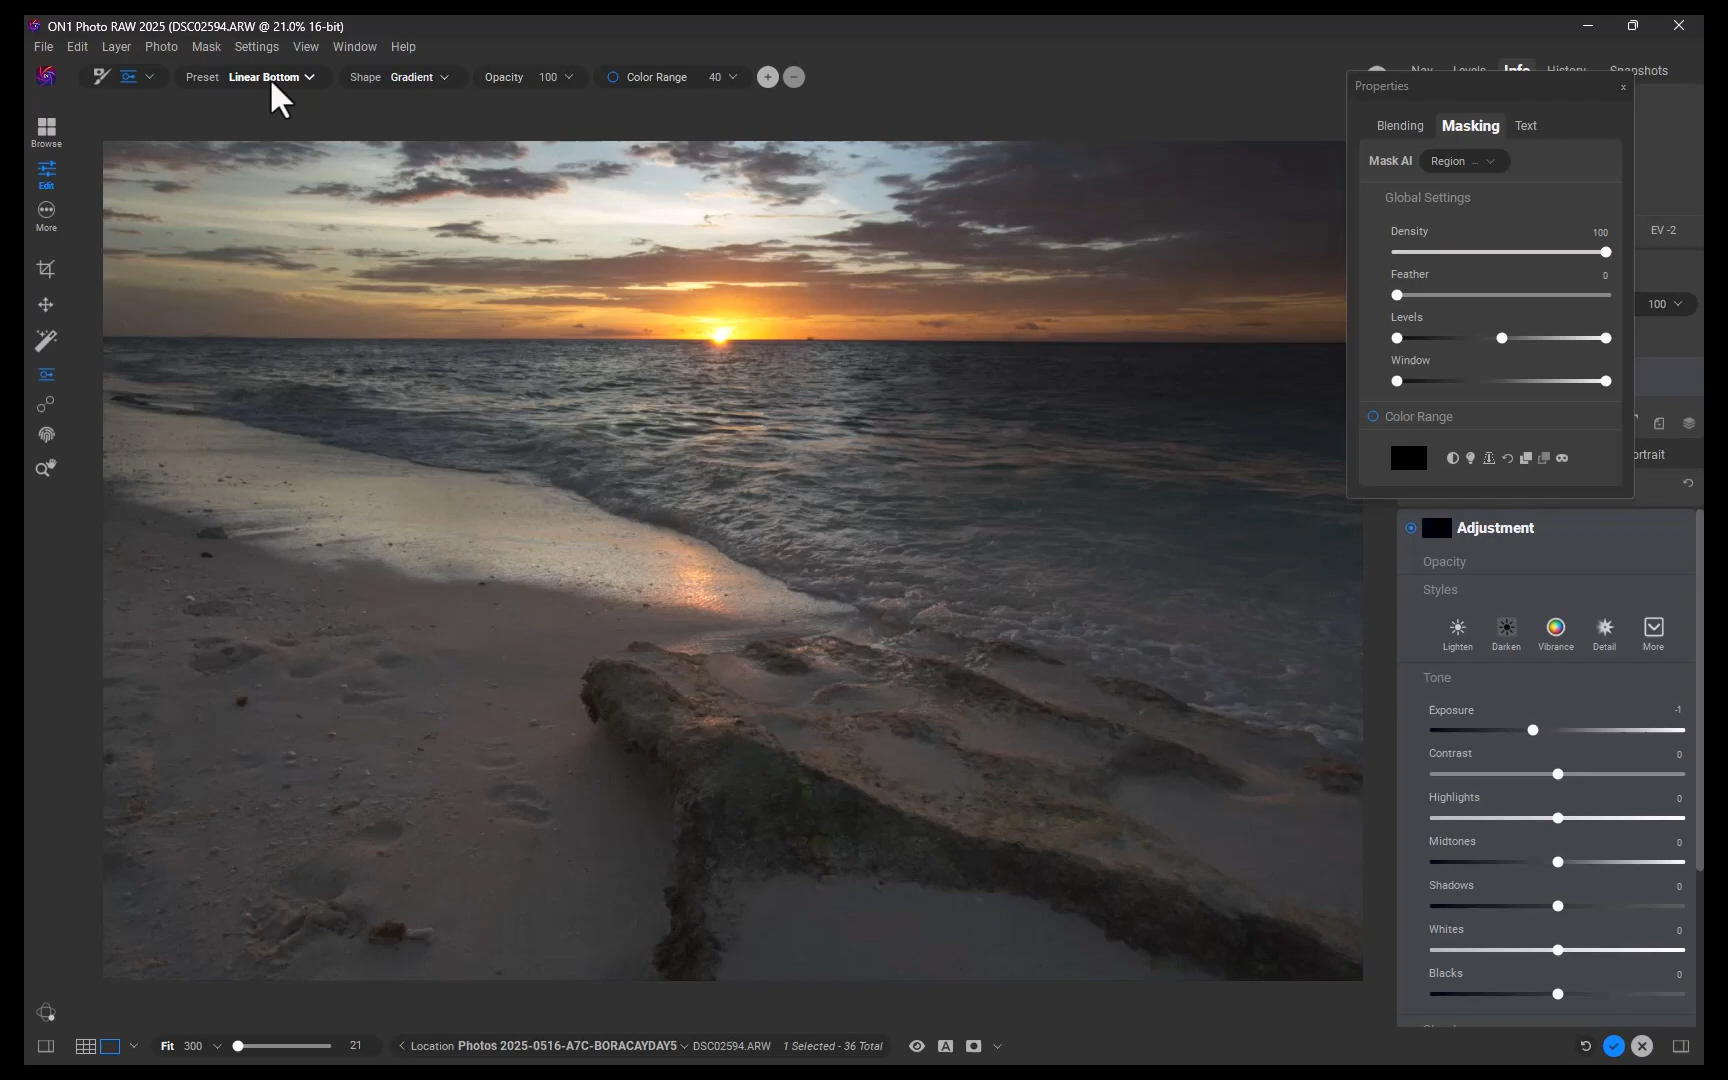 ON1 Photo RAW 2025 (DSC02594.ARW @ 21.0% 16-bit)
File Edit Layer Photo Mask Settings View Window Help
Preset Linear Bottom Shape Gradient Opacity 100 Color Range 40
Nav Levels Info History Snapshots
Properties x
Blending Masking Text
Mask AI Region ...
Global Settings
Density 100
Feather 0
Levels
Window
Color Range
EV -2
100
ortrait
Browse
Edit
More
Adjustment
Opacity
Styles
Lighten Darken Vibrance Detail More
Tone
Exposure -1
Contrast 0
Highlights 0
Midtones 0
Shadows 0
Whites 0
Blacks 0
Fit 300 21 Location Photos 2025-0516-A7C-BORACAYDAY5 DSC02594.ARW 1 Selected - 36 Total A